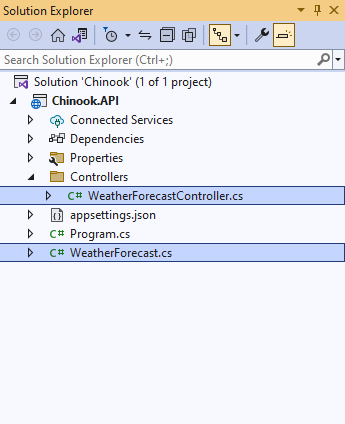 Solution Explorer
Search Solution Explorer (Ctrl+;)
Solution 'Chinook' (1 of 1 project)
Chinook.API
Connected Services
Dependencies
Properties
Controllers
C# WeatherForecastController.cs
appsettings.json
C# Program.cs
C# WeatherForecast.cs